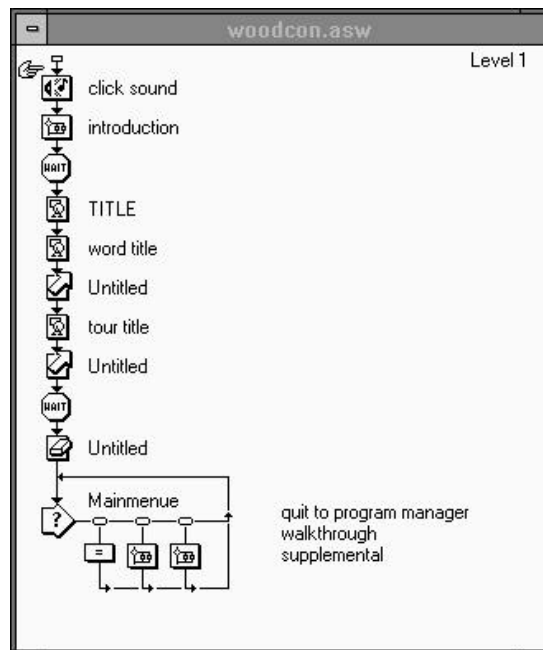 woodcon.asw
Level 1
click sound
introduction
WAIT
TITLE
word title
Untitled
tour title
Untitled
WAIT
Untitled
Mainmenue
?
=
quit to program manager
walkthrough
supplemental